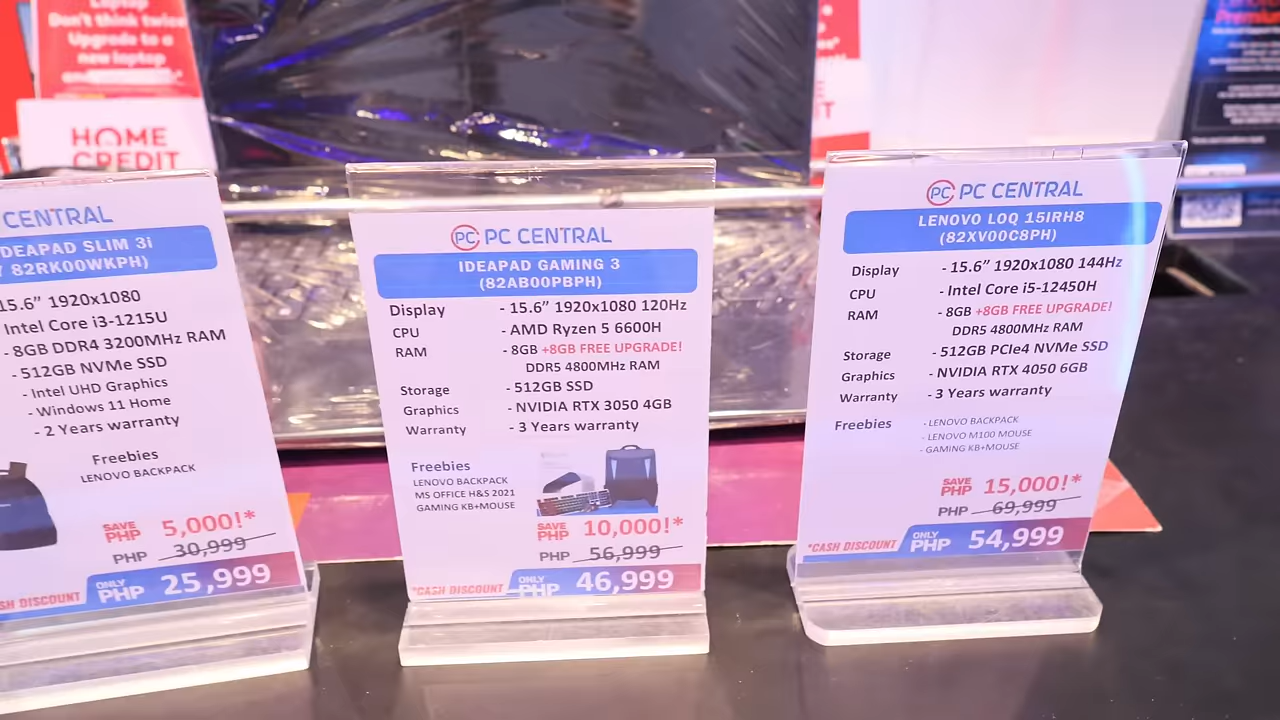 Laptop
Don't think twice
Upgrade to a
new laptop
HOME
CREDIT
CENTRAL
DEAPAD SLIM 3i
82RK00WKPH)
15.6” 1920x1080
Intel Core i3-1215U
- 8GB DDR4 3200MHz RAM
- 512GB NVMe SSD
- Intel UHD Graphics
- Windows 11 Home
- 2 Years warranty
Freebies
LENOVO BACKPACK
SAVE PHP 5,000!*
PHP 30,999
SH DISCOUNT ONLY PHP 25,999
PC PC CENTRAL
IDEAPAD GAMING 3
(82AB00PBPH)
Display - 15.6” 1920x1080 120Hz
CPU - AMD Ryzen 5 6600H
RAM - 8GB +8GB FREE UPGRADE!
DDR5 4800MHz RAM
Storage - 512GB SSD
Graphics - NVIDIA RTX 3050 4GB
Warranty - 3 Years warranty
Freebies
LENOVO BACKPACK
MS OFFICE H&S 2021
GAMING KB+MOUSE
SAVE PHP 10,000!*
PHP 56,999
*CASH DISCOUNT ONLY PHP 46,999
PC PC CENTRAL
LENOVO LOQ 15IRH8
(82XV00C8PH)
Display - 15.6” 1920x1080 144Hz
CPU - Intel Core i5-12450H
RAM - 8GB +8GB FREE UPGRADE!
DDR5 4800MHz RAM
Storage - 512GB PCIe4 NVMe SSD
Graphics - NVIDIA RTX 4050 6GB
Warranty - 3 Years warranty
Freebies - LENOVO BACKPACK
- LENOVO M100 MOUSE
- GAMING KB+MOUSE
SAVE PHP 15,000!*
PHP 69,999
*CASH DISCOUNT ONLY PHP 54,999